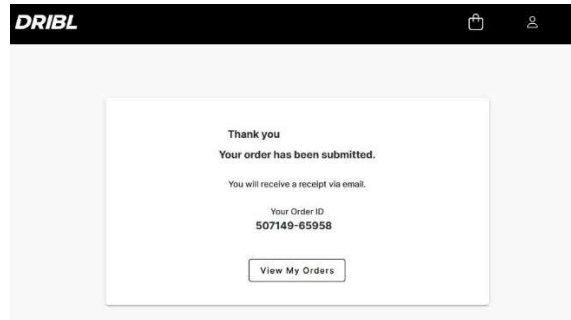 DRIBL
Thank you
Your order has been submitted.
You will receive a receipt via email.
Your Order ID
507149-65958
View My Orders